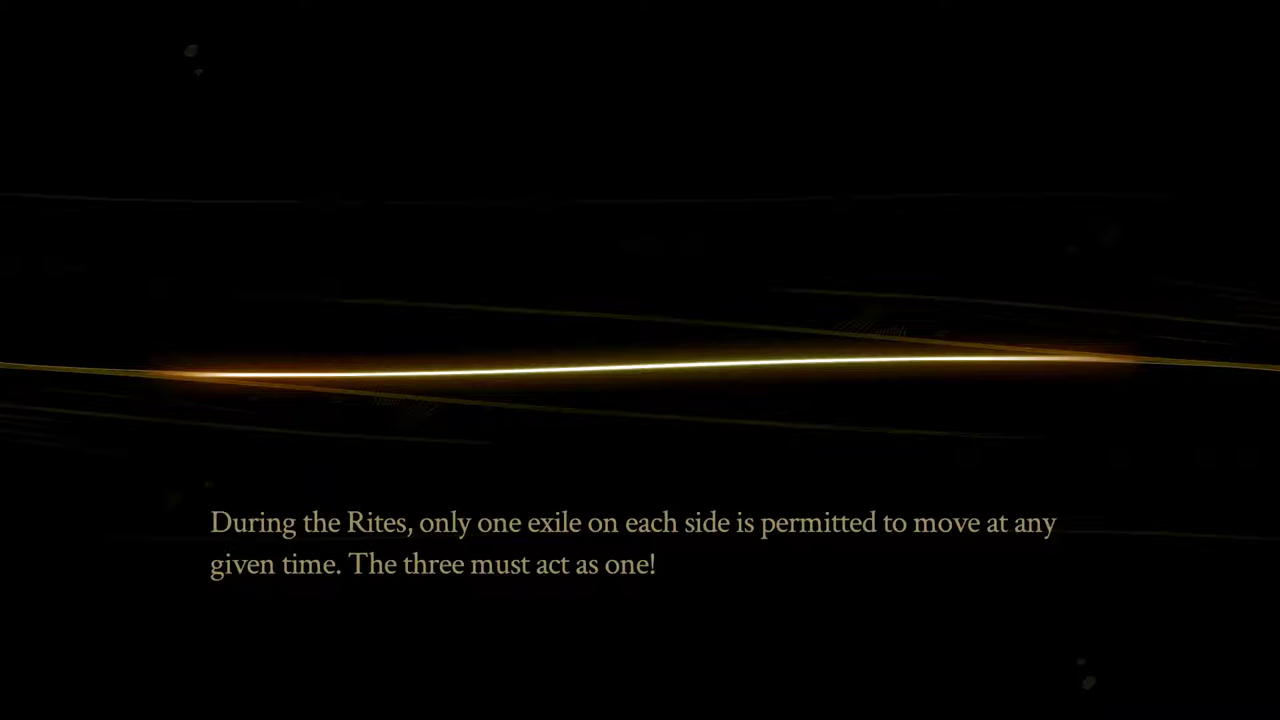 During the Rites, only one exile on each side is permitted to move at any
given time. The three must act as one!